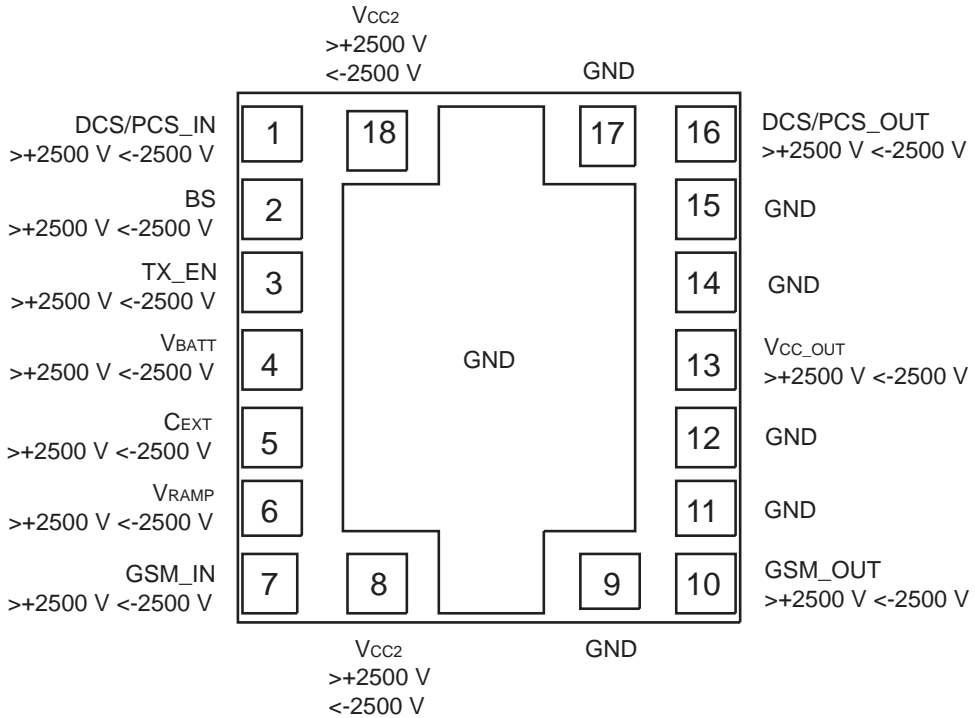 VCC2
>+2500 V
<-2500 V
GND
DCS/PCS_IN
>+2500 V <-2500 V
1
18
17
16
DCS/PCS_OUT
>+2500 V <-2500 V
BS
>+2500 V <-2500 V
2
15
GND
TX_EN
>+2500 V <-2500 V
3
14
GND
VBATT
>+2500 V <-2500 V
4
GND
13
VCC_OUT
>+2500 V <-2500 V
CEXT
>+2500 V <-2500 V
5
12
GND
VRAMP
>+2500 V <-2500 V
6
11
GND
GSM_IN
>+2500 V <-2500 V
7
8
9
10
GSM_OUT
>+2500 V <-2500 V
VCC2
>+2500 V
<-2500 V
GND